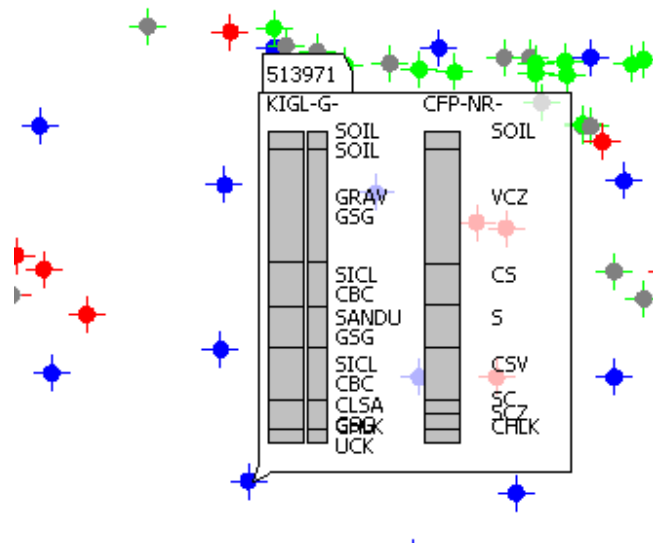 513971
KIGL-G- CFP-NR-
SOIL SOIL
SOIL
GRAV VCZ
GSG
SICL CS
CBC
SANDU S
GSG
SICL CSV
CBC
CLSA SC
SCZ
CHLK
UCK